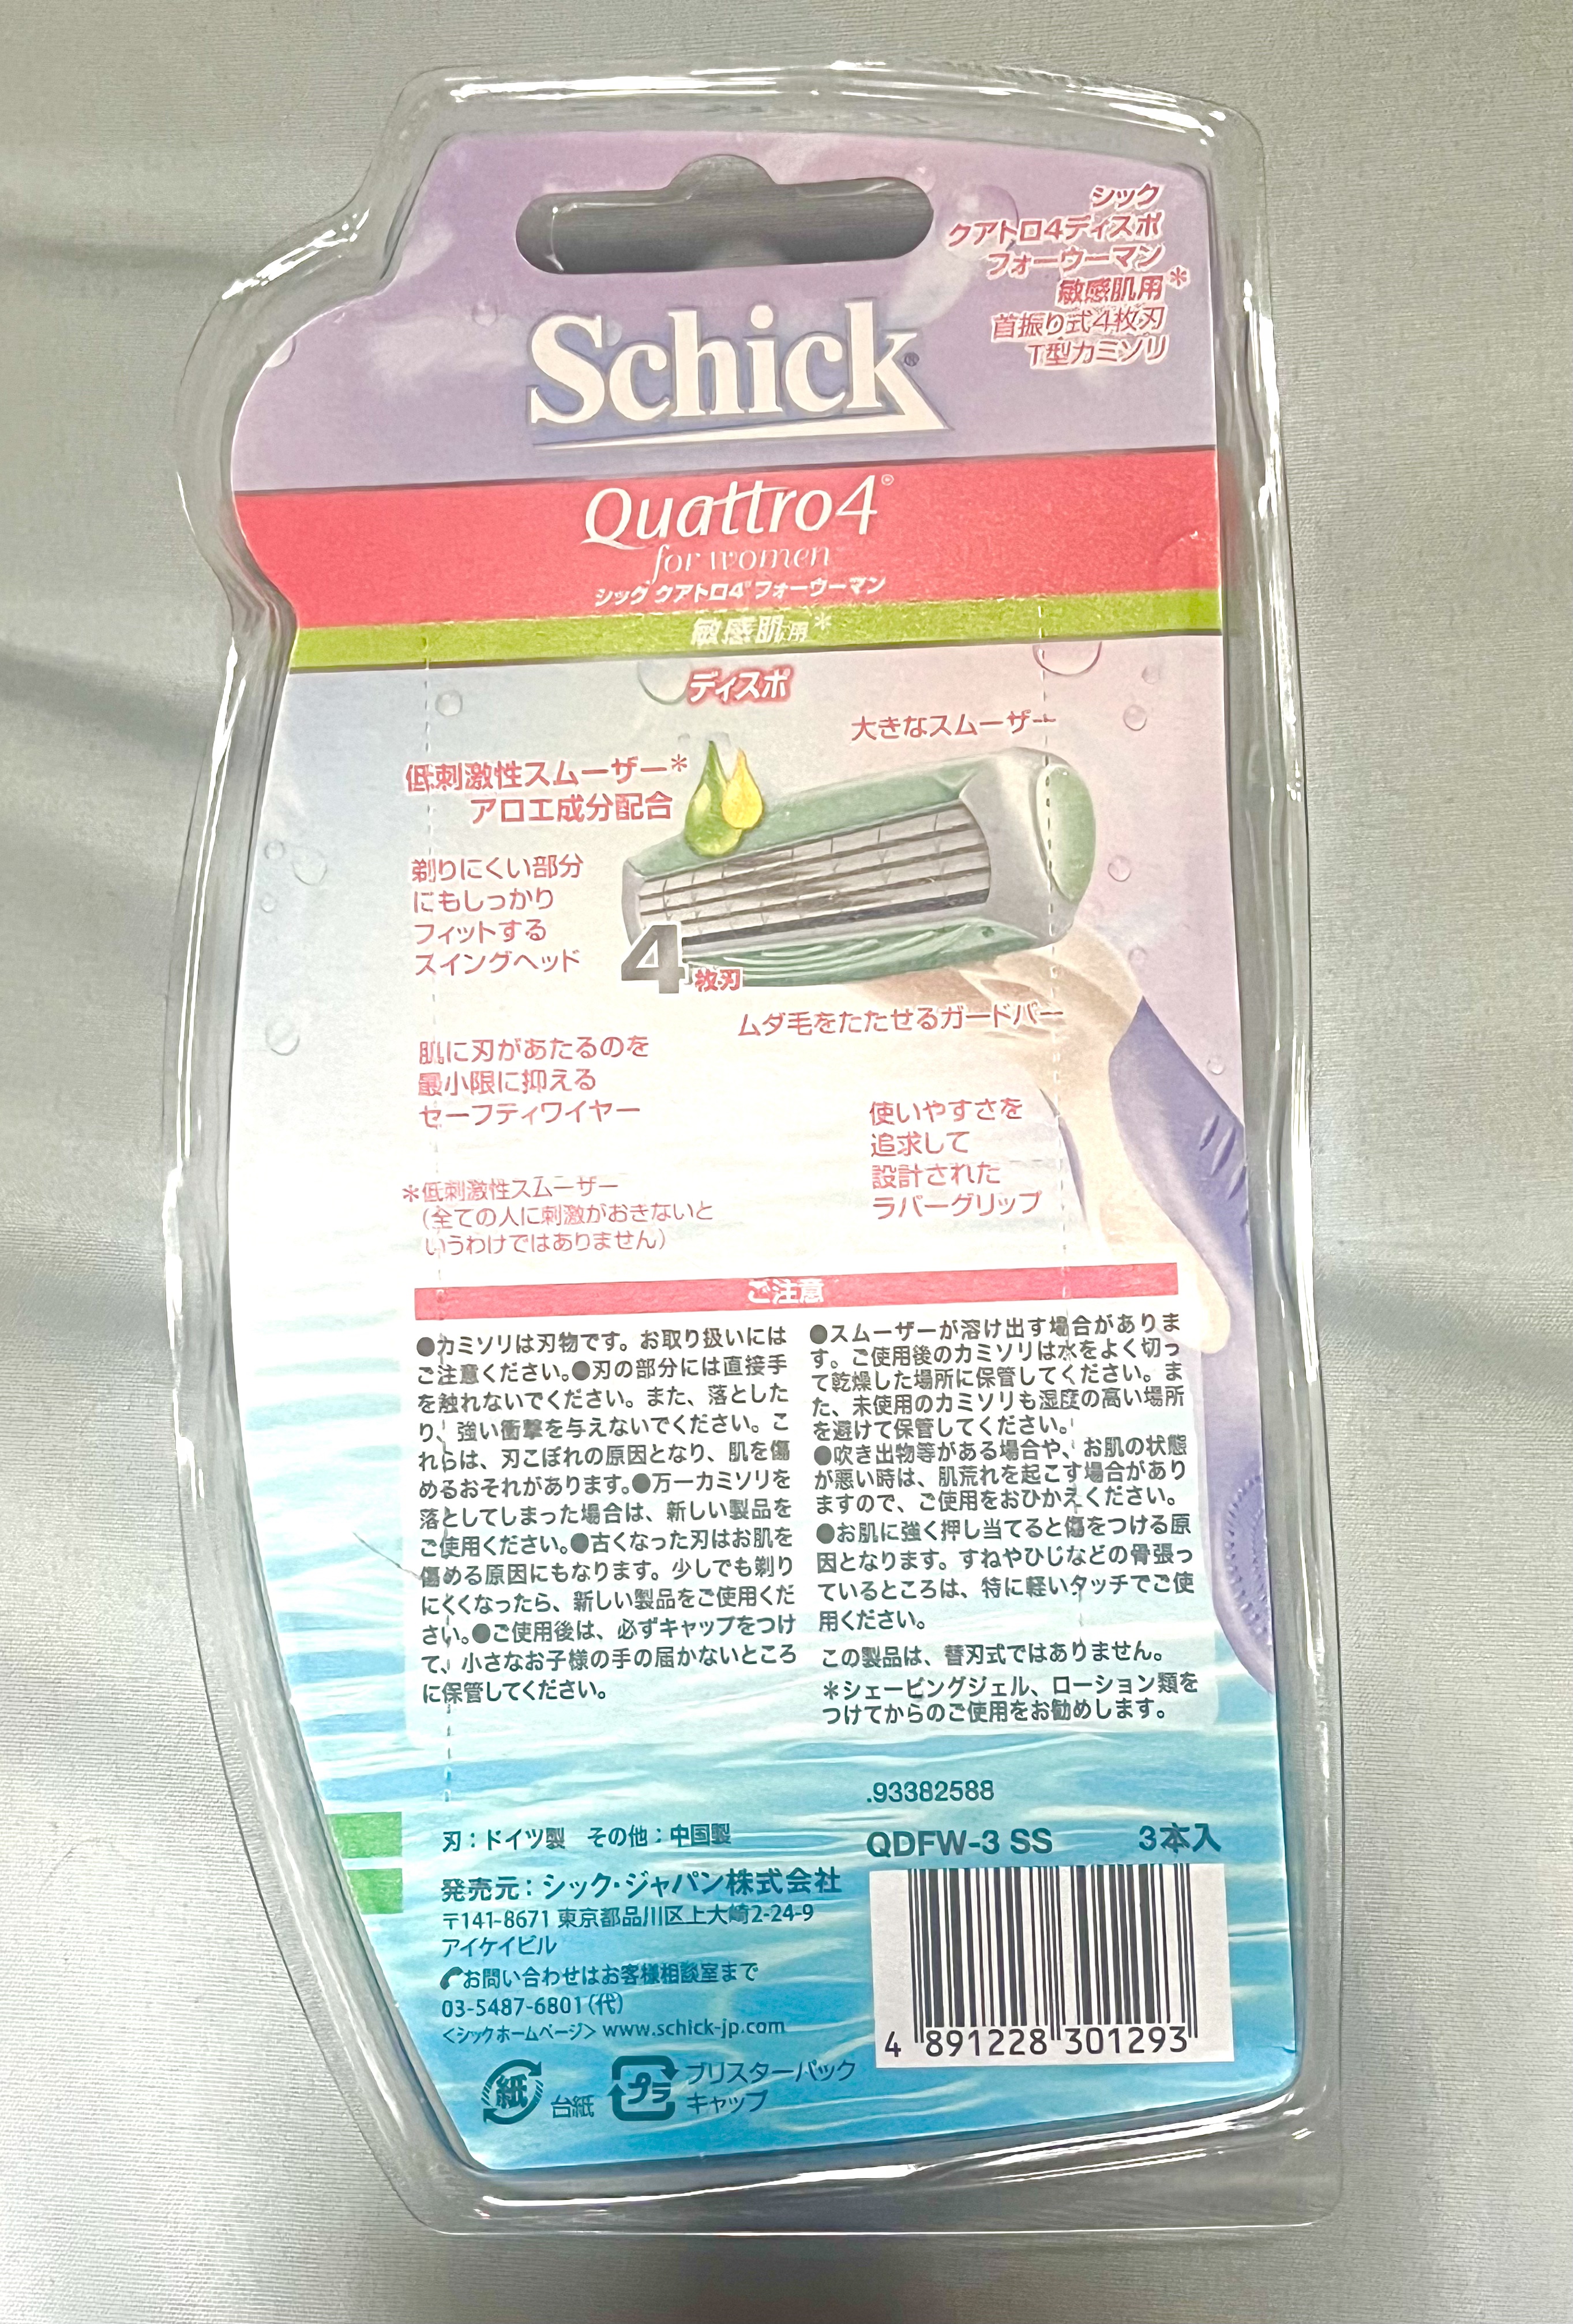 シック
クアトロ4ディスポ
フォーウーマン
敏感肌用*
首振り式4枚刃
T型カミソリ
Schick®
Quattro4®
for women
シック クアトロ4®フォーウーマン
敏感肌用*
ディスポ
大きなスムーザー
低刺激性スムーザー*
アロエ成分配合
剃りにくい部分
にもしっかり
フィットする
スイングヘッド
4枚刃
ムダ毛をたたせるガードバー
肌に刃があたるのを
最小限に抑える
セーフティワイヤー
使いやすさを
追求して
設計された
ラバーグリップ
*低刺激性スムーザー
(全ての人に刺激がおきないと
いうわけではありません)
ご注意
●カミソリは刃物です。お取り扱いには
ご注意ください。●刃の部分には直接手
を触れないでください。また、落とした
り、強い衝撃を与えないでください。こ
れらは、刃こぼれの原因となり、肌を傷
めるおそれがあります。●万一カミソリを
落としてしまった場合は、新しい製品を
ご使用ください。●古くなった刃はお肌を
傷める原因にもなります。少しでも剃り
にくくなったら、新しい製品をご使用くだ
さい。●ご使用後は、必ずキャップをつけ
て、小さなお子様の手の届かないところ
に保管してください。
●スムーザーが溶け出す場合がありま
す。ご使用後のカミソリは水をよく切っ
て乾燥した場所に保管してください。ま
た、未使用のカミソリも湿度の高い場所
を避けて保管してください。
●吹き出物等がある場合や、お肌の状態
が悪い時は、肌荒れを起こす場合があり
ますので、ご使用をおひかえください。
●お肌に強く押し当てると傷をつける原
因となります。すねやひじなどの骨張っ
ているところは、特に軽いタッチでご使
用ください。
この製品は、替刃式ではありません。
*シェービングジェル、ローション類を
つけてからのご使用をお勧めします。
.93382588
刃：ドイツ製 その他：中国製
QDFW-3 SS 3本入
発売元：シック・ジャパン株式会社
〒141-8671 東京都品川区上大崎2-24-9
アイケイビル
お問い合わせはお客様相談室まで
03-5487-6801(代)
<シックホームページ> www.schick-jp.com
4 891228 301293
紙 台紙
プラ ブリスターパック
キャップ